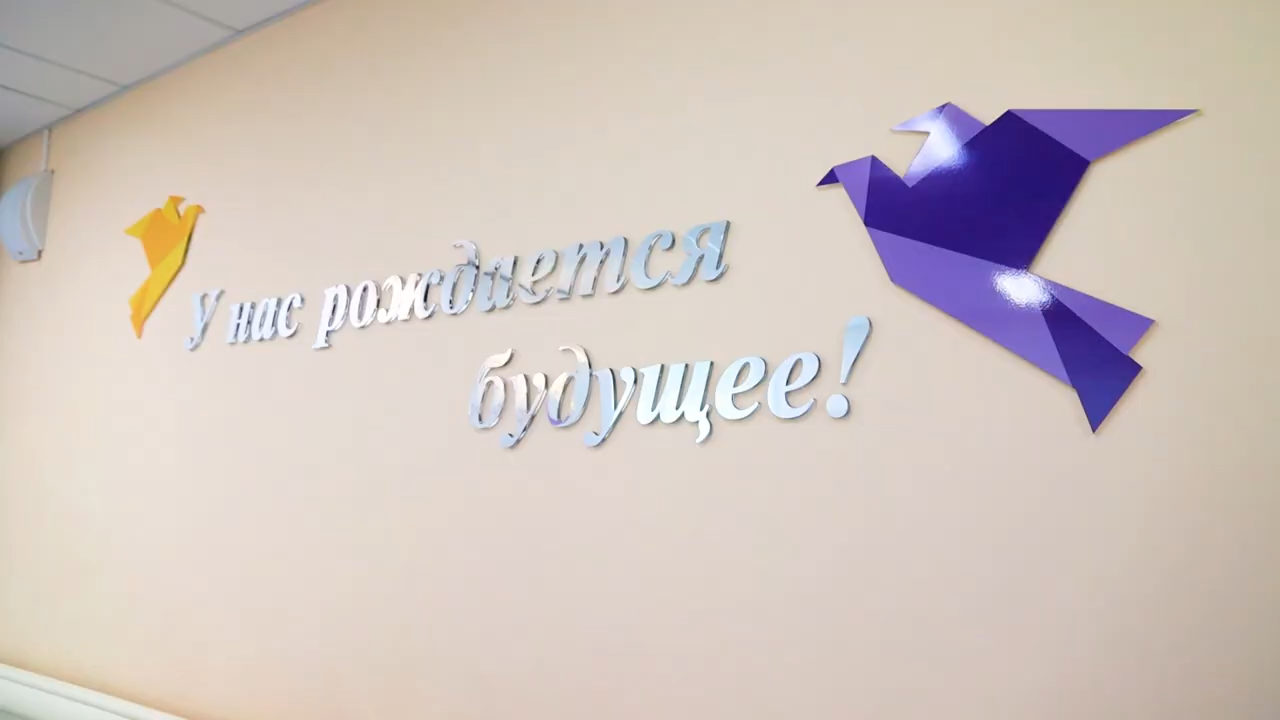 У нас рождается
будущее!